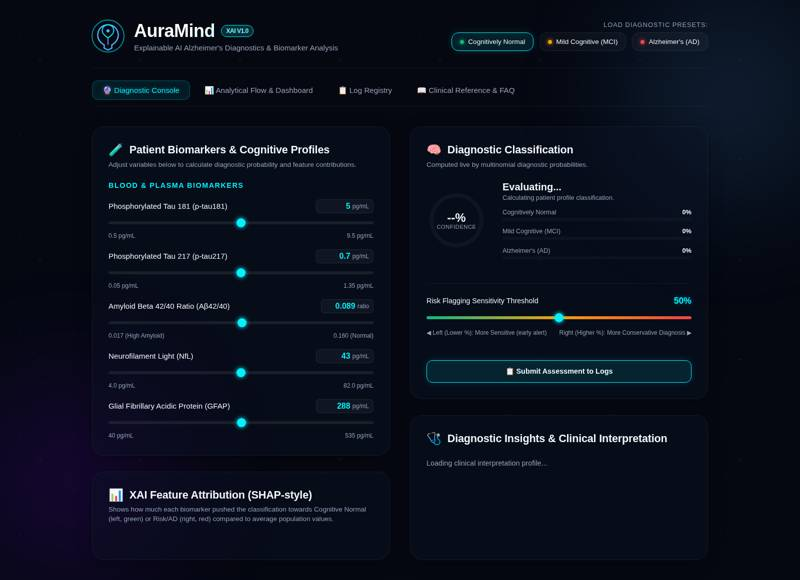 AuraMind XAI V1.0
Explainable AI Alzheimer's Diagnostics & Biomarker Analysis
LOAD DIAGNOSTIC PRESETS:
Cognitively Normal
Mild Cognitive (MCI)
Alzheimer's (AD)
🔮 Diagnostic Console
📊 Analytical Flow & Dashboard
📋 Log Registry
📖 Clinical Reference & FAQ
🧪 Patient Biomarkers & Cognitive Profiles
Adjust variables below to calculate diagnostic probability and feature contributions.
BLOOD & PLASMA BIOMARKERS
Phosphorylated Tau 181 (p-tau181) 5 pg/mL
0.5 pg/mL 9.5 pg/mL
Phosphorylated Tau 217 (p-tau217) 0.7 pg/mL
0.05 pg/mL 1.35 pg/mL
Amyloid Beta 42/40 Ratio (Aβ42/40) 0.089 ratio
0.017 (High Amyloid) 0.160 (Normal)
Neurofilament Light (NfL) 43 pg/mL
4.0 pg/mL 82.0 pg/mL
Glial Fibrillary Acidic Protein (GFAP) 288 pg/mL
40 pg/mL 535 pg/mL
📊 XAI Feature Attribution (SHAP-style)
Shows how much each biomarker pushed the classification towards Cognitive Normal
(left, green) or Risk/AD (right, red) compared to average population values.
🧠 Diagnostic Classification
Computed live by multinomial diagnostic probabilities.
--%
CONFIDENCE
Evaluating...
Calculating patient profile classification.
Cognitively Normal 0%
Mild Cognitive (MCI) 0%
Alzheimer's (AD) 0%
Risk Flagging Sensitivity Threshold 50%
◀ Left (Lower %): More Sensitive (early alert) Right (Higher %): More Conservative Diagnosis ▶
📋 Submit Assessment to Logs
🩺 Diagnostic Insights & Clinical Interpretation
Loading clinical interpretation profile...